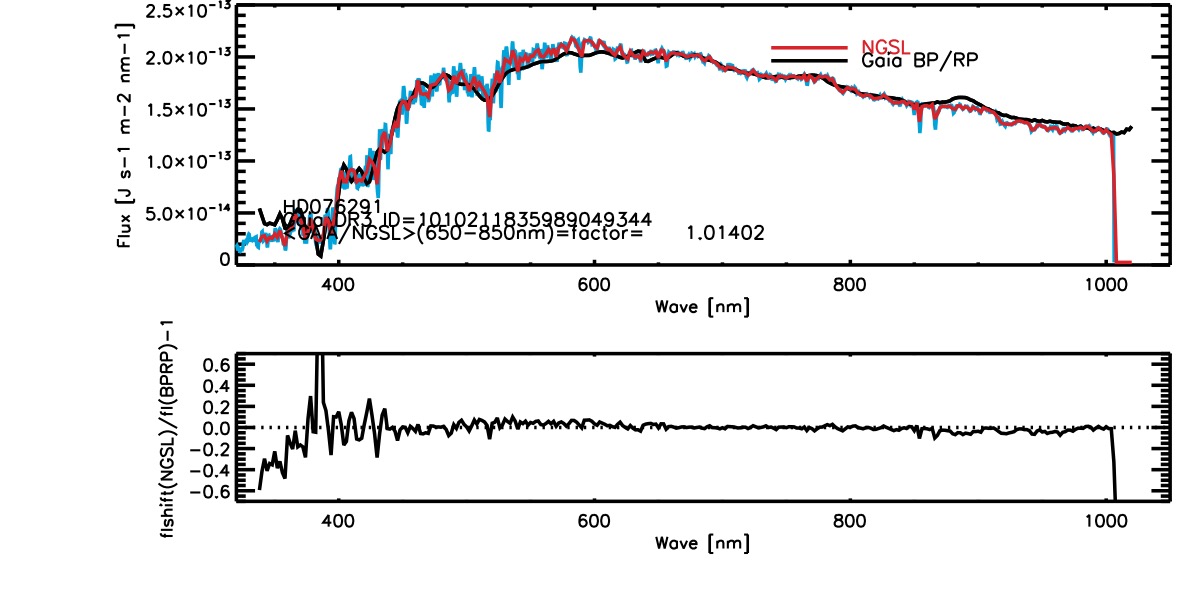 2.5×10−13
2.0×10−13
1.5×10−13
1.0×10−13
5.0×10−14
0
Flux [J s−1 m−2 nm−1]
NGSL
Gaia BP/RP
HD076291
Gaia DR3 ID=1010211835989049344
<GAIA/NGSL>(650−850nm)=factor= 1.01402
400 600 800 1000
Wave [nm]
0.6
0.4
0.2
0.0
−0.2
−0.4
−0.6
flshift(NGSL)/fl(BPRP)−1
400 600 800 1000
Wave [nm]